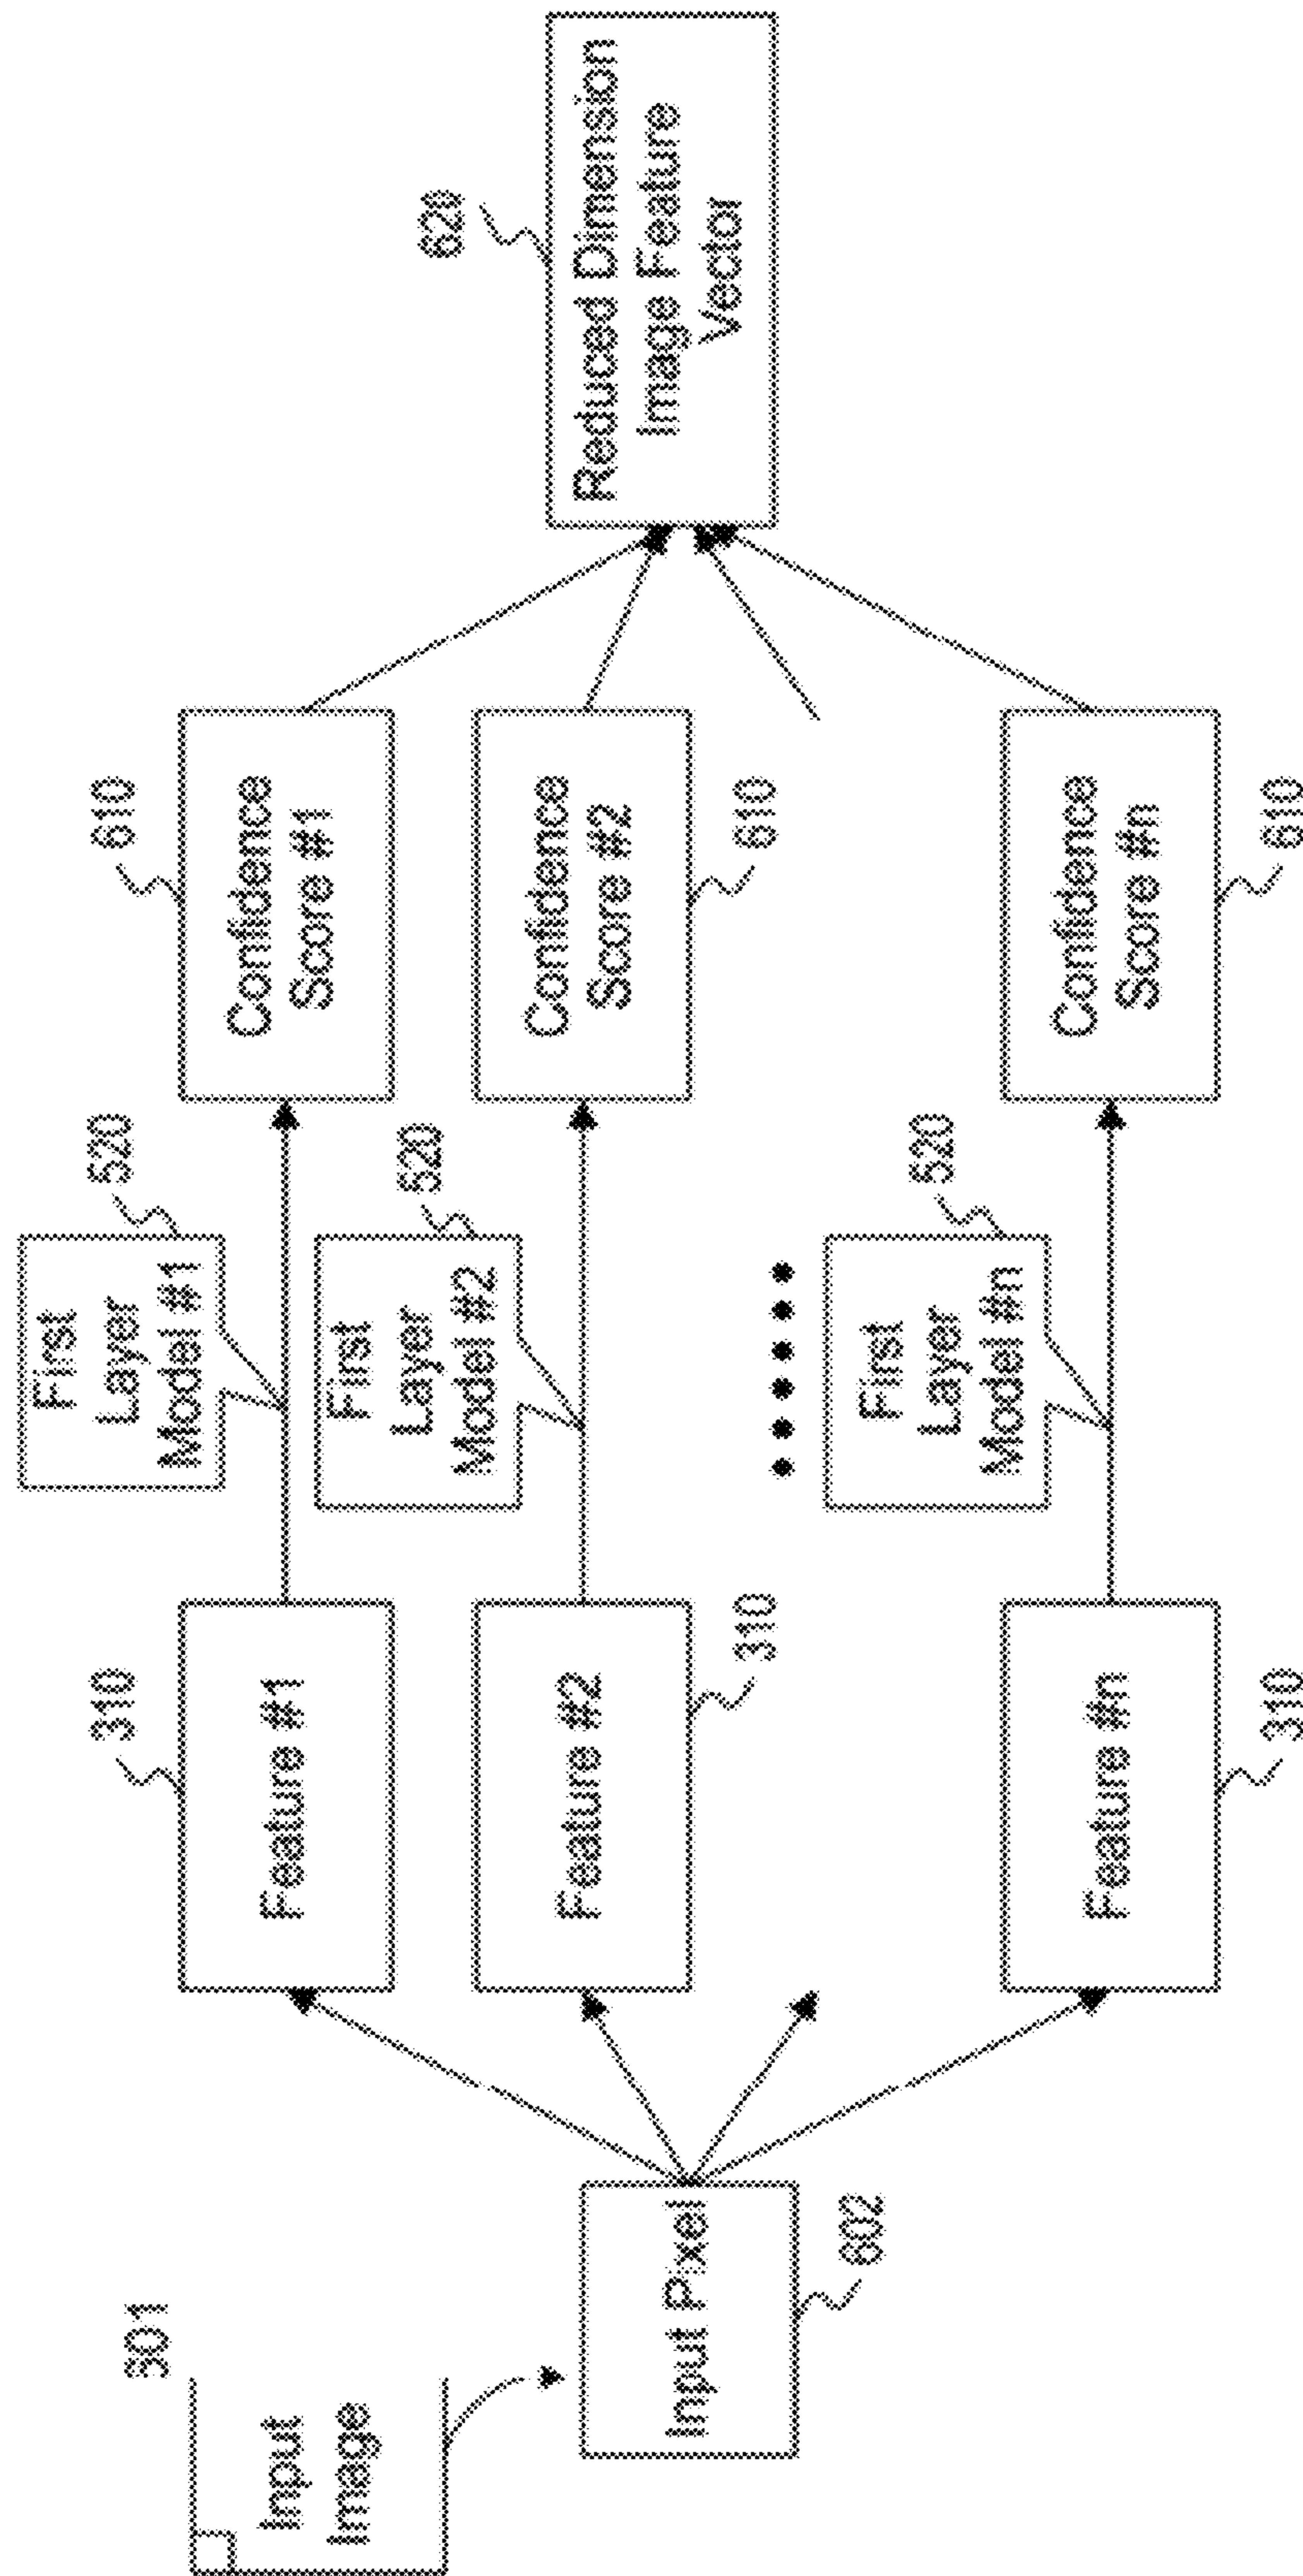 601
Input
Image
Input Pixel
602
310
Feature #1
Feature #2
310
Feature #n
310
First
Layer
Model #1
520
First
Layer
Model #2
520
First
Layer
Model #n
520
610
Confidence
Score #1
Confidence
Score #2
610
Confidence
Score #n
610
620
Reduced Dimension
Image Feature
Vector